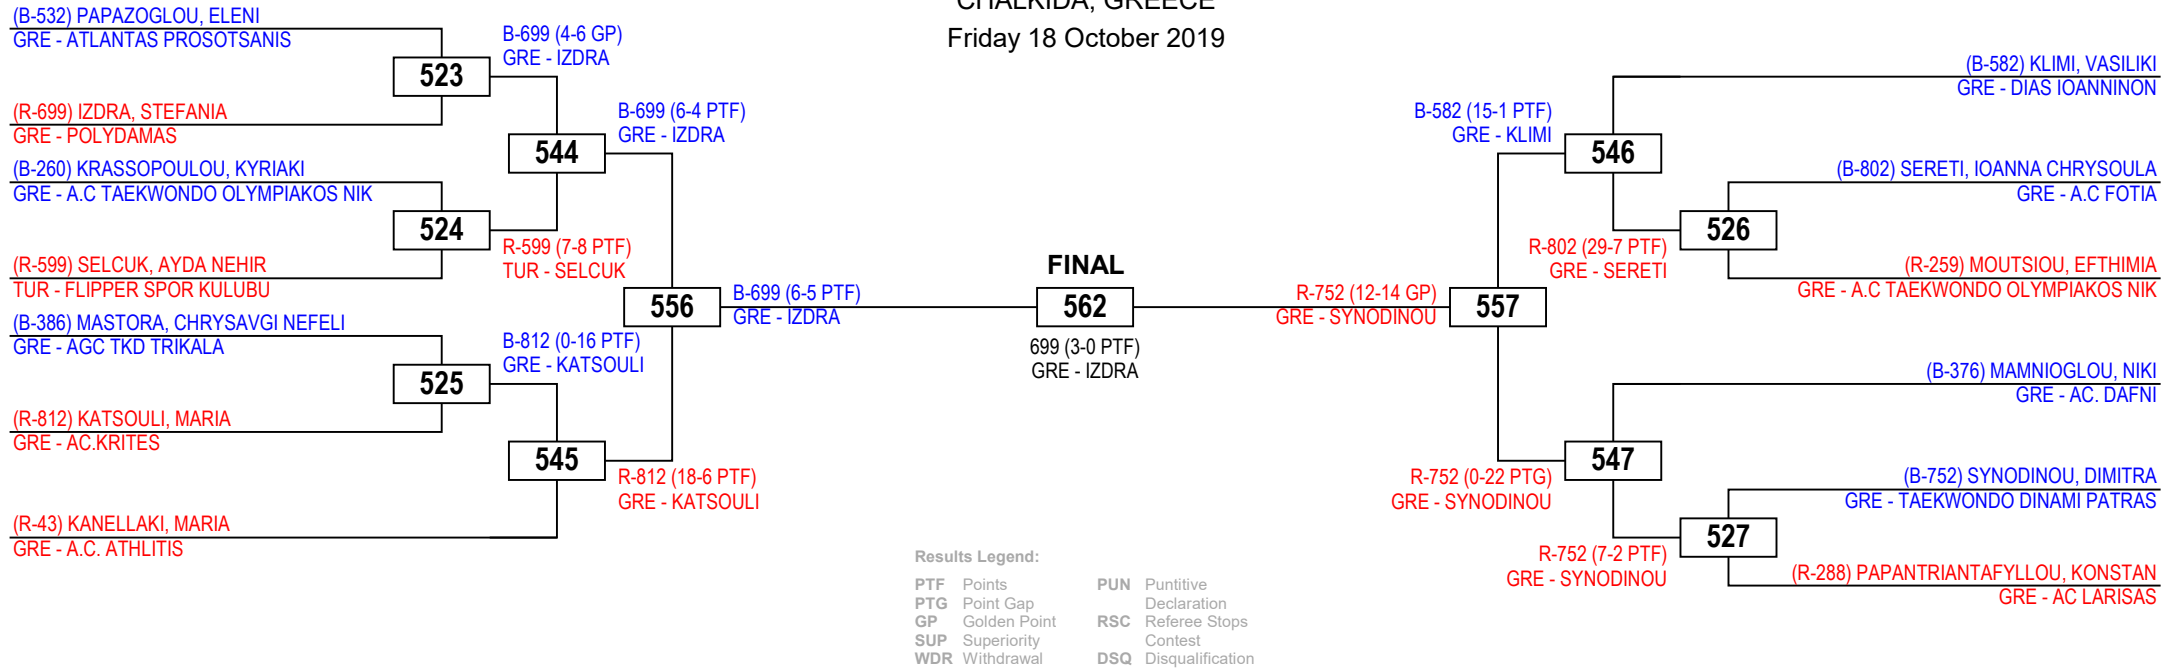 CHALKIDA, GREECE
Friday 18 October 2019
(B-532) PAPAZOGLOU, ELENI
GRE - ATLANTAS PROSOTSANIS
523
(R-699) IZDRA, STEFANIA
GRE - POLYDAMAS
B-699 (4-6 GP)
GRE - IZDRA
(B-260) KRASSOPOULOU, KYRIAKI
GRE - A.C TAEKWONDO OLYMPIAKOS NIK
524
(R-599) SELCUK, AYDA NEHIR
TUR - FLIPPER SPOR KULUBU
R-599 (7-8 PTF)
TUR - SELCUK
544
B-699 (6-4 PTF)
GRE - IZDRA
(B-386) MASTORA, CHRYSAVGI NEFELI
GRE - AGC TKD TRIKALA
525
(R-812) KATSOULI, MARIA
GRE - AC.KRITES
B-812 (0-16 PTF)
GRE - KATSOULI
545
(R-43) KANELLAKI, MARIA
GRE - A.C. ATHLITIS
R-812 (18-6 PTF)
GRE - KATSOULI
556
B-699 (6-5 PTF)
GRE - IZDRA
FINAL
562
699 (3-0 PTF)
GRE - IZDRA
R-752 (12-14 GP)
GRE - SYNODINOU
557
B-582 (15-1 PTF)
GRE - KLIMI
546
(B-582) KLIMI, VASILIKI
GRE - DIAS IOANNINON
R-802 (29-7 PTF)
GRE - SERETI
526
(B-802) SERETI, IOANNA CHRYSOULA
GRE - A.C FOTIA
(R-259) MOUTSIOU, EFTHIMIA
GRE - A.C TAEKWONDO OLYMPIAKOS NIK
R-752 (0-22 PTG)
GRE - SYNODINOU
547
(B-376) MAMNIOGLOU, NIKI
GRE - AC. DAFNI
R-752 (7-2 PTF)
GRE - SYNODINOU
527
(B-752) SYNODINOU, DIMITRA
GRE - TAEKWONDO DINAMI PATRAS
(R-288) PAPANTRIANTAFYLLOU, KONSTAN
GRE - AC LARISAS
Results Legend:
PTF Points
PTG Point Gap
GP Golden Point
SUP Superiority
WDR Withdrawal
PUN Puntitive
Declaration
RSC Referee Stops
Contest
DSQ Disqualification